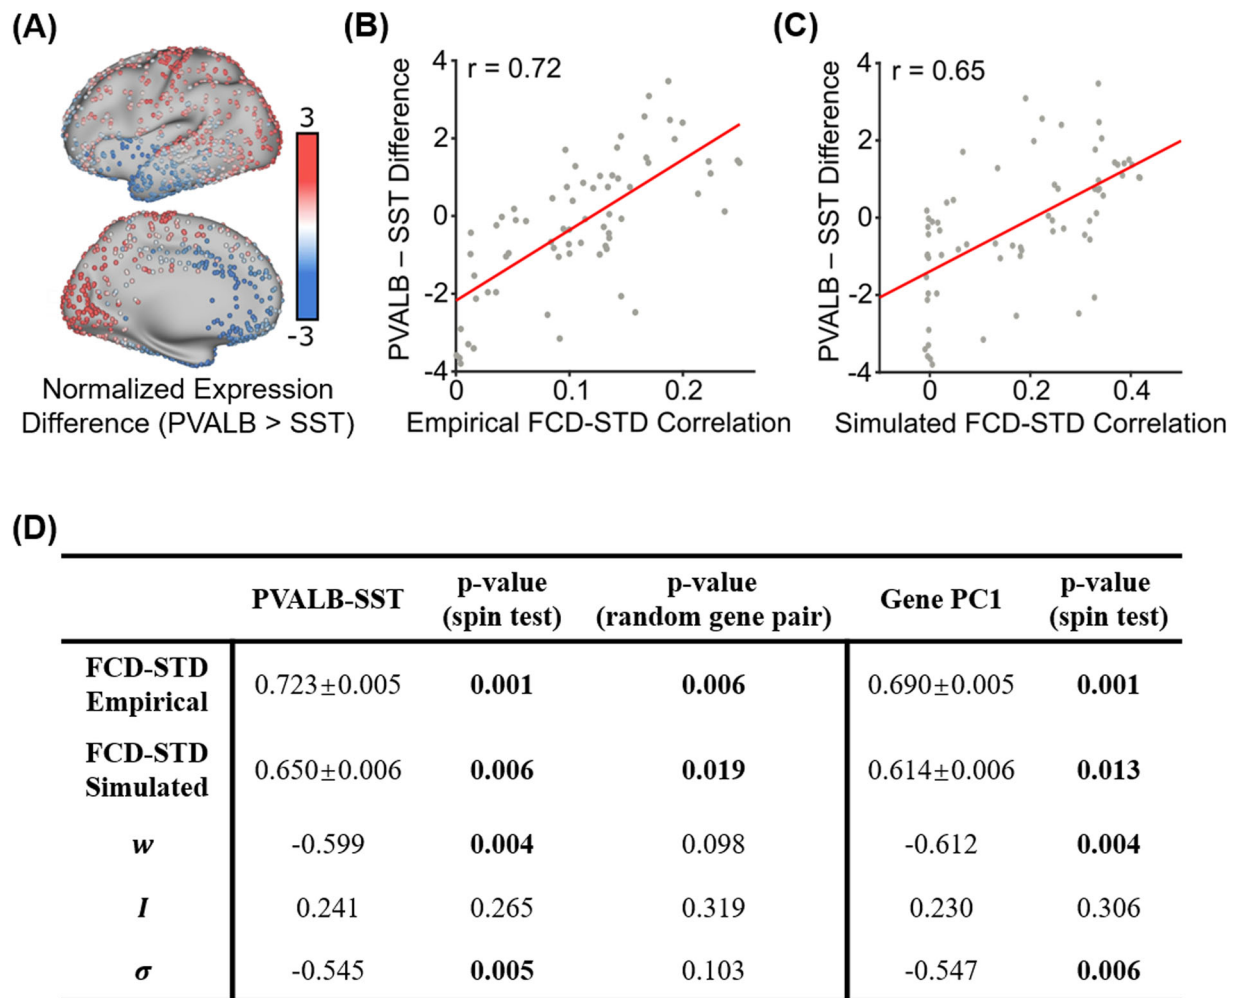 (A)
3
-3
Normalized Expression
Difference (PVALB > SST)
(B)
r = 0.72
PVALB – SST Difference
4
2
0
-2
-4
0 0.1 0.2
Empirical FCD-STD Correlation
(C)
r = 0.65
PVALB – SST Difference
4
2
0
-2
-4
0 0.2 0.4
Simulated FCD-STD Correlation
(D)
PVALB-SST p-value (spin test) p-value (random gene pair) Gene PC1 p-value (spin test)
FCD-STD Empirical 0.723±0.005 0.001 0.006 0.690±0.005 0.001
FCD-STD Simulated 0.650±0.006 0.006 0.019 0.614±0.006 0.013
w -0.599 0.004 0.098 -0.612 0.004
I 0.241 0.265 0.319 0.230 0.306
σ -0.545 0.005 0.103 -0.547 0.006